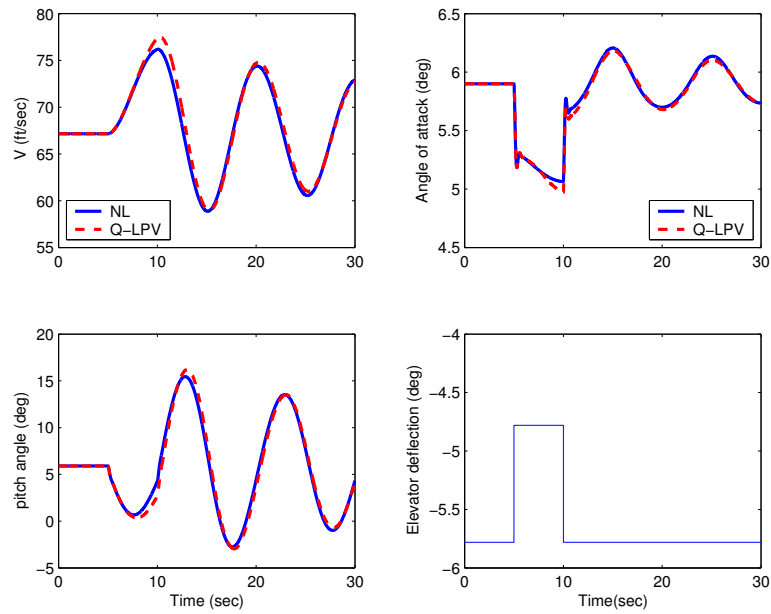 80
75
70
65
60
55
V (ft/sec)
NL
Q−LPV
0 10 20 30
6.5
6
5.5
5
4.5
Angle of attack (deg)
NL
Q−LPV
0 10 20 30
20
15
10
5
0
−5
pitch angle (deg)
0 10 20 30
Time (sec)
−4
−4.5
−5
−5.5
−6
Elevator deflection (deg)
0 10 20 30
Time(sec)